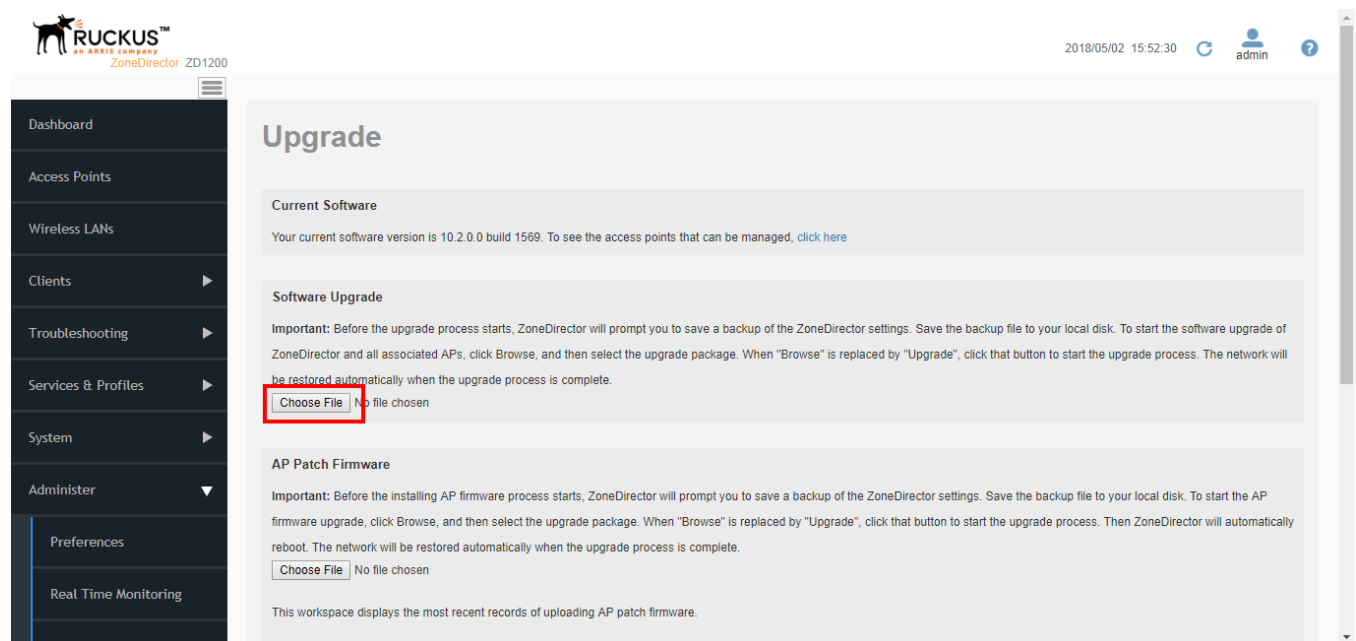 RUCKUS™
an ARRIS company
ZoneDirector ZD1200
2018/05/02 15:52:30
admin
?
Dashboard
Access Points
Wireless LANs
Clients
Troubleshooting
Services & Profiles
System
Administer
Preferences
Real Time Monitoring
Upgrade
Current Software
Your current software version is 10.2.0.0 build 1569. To see the access points that can be managed, click here
Software Upgrade
Important: Before the upgrade process starts, ZoneDirector will prompt you to save a backup of the ZoneDirector settings. Save the backup file to your local disk. To start the software upgrade of
ZoneDirector and all associated APs, click Browse, and then select the upgrade package. When "Browse" is replaced by "Upgrade", click that button to start the upgrade process. The network will
be restored automatically when the upgrade process is complete.
Choose File No file chosen
AP Patch Firmware
Important: Before the installing AP firmware process starts, ZoneDirector will prompt you to save a backup of the ZoneDirector settings. Save the backup file to your local disk. To start the AP
firmware upgrade, click Browse, and then select the upgrade package. When "Browse" is replaced by "Upgrade", click that button to start the upgrade process. Then ZoneDirector will automatically
reboot. The network will be restored automatically when the upgrade process is complete.
Choose File No file chosen
This workspace displays the most recent records of uploading AP patch firmware.